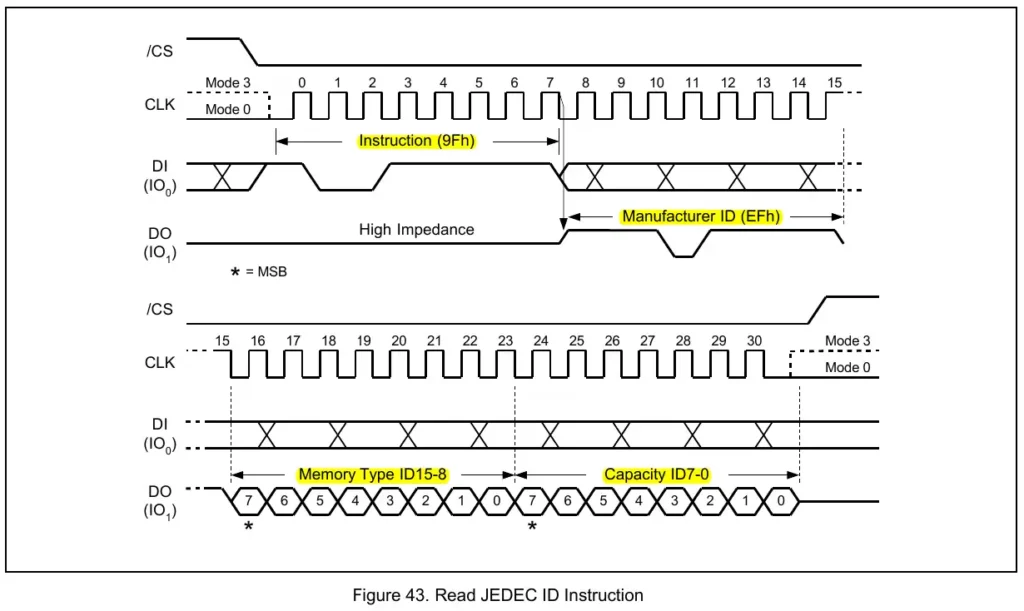 /CS
Mode 3 0 1 2 3 4 5 6 7 8 9 10 11 12 13 14 15
CLK
Mode 0
Instruction (9Fh)
DI
(IO0)
Manufacturer ID (EFh)
DO High Impedance
(IO1)
* = MSB
/CS
15 16 17 18 19 20 21 22 23 24 25 26 27 28 29 30 Mode 3
CLK
Mode 0
DI
(IO0)
Memory Type ID15-8 Capacity ID7-0
DO 7 6 5 4 3 2 1 0 7 6 5 4 3 2 1 0
(IO1)
* *
Figure 43. Read JEDEC ID Instruction